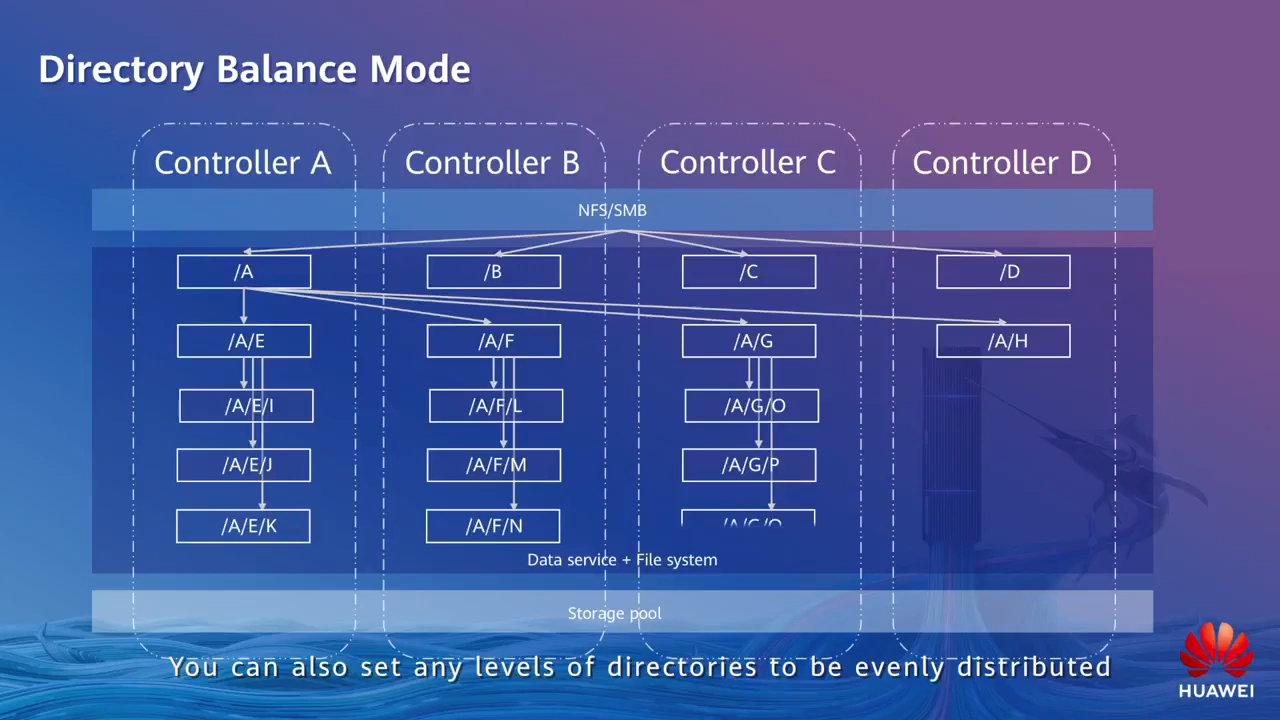 Directory Balance Mode
Controller A
Controller B
Controller C
Controller D
NFS/SMB
/A
/B
/C
/D
/A/E
/A/F
/A/G
/A/H
/A/E/I
/A/F/L
/A/G/O
/A/E/J
/A/F/M
/A/G/P
/A/E/K
/A/F/N
Data service + File system
Storage pool
You can also set any levels of directories to be evenly distributed
HUAWEI